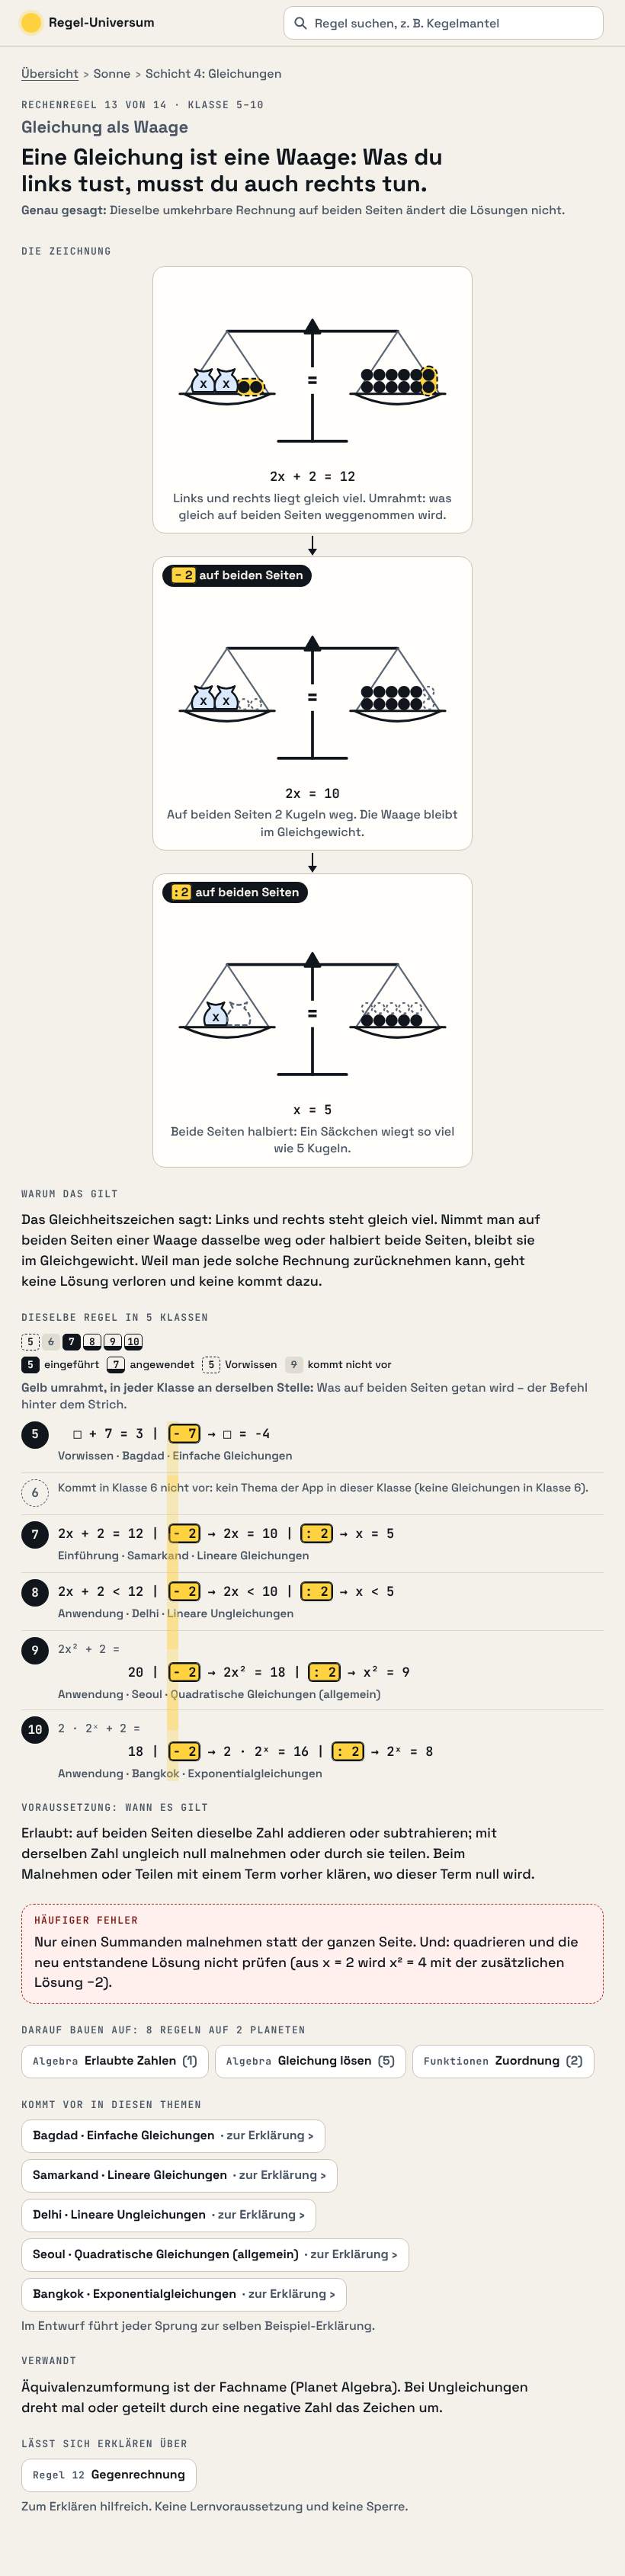 Regel-Universum
Regel suchen, z. B. Kegelmantel
Übersicht > Sonne > Schicht 4: Gleichungen
RECHENREGEL 13 VON 14 · KLASSE 5–10
Gleichung als Waage
Eine Gleichung ist eine Waage: Was du
links tust, musst du auch rechts tun.
Genau gesagt: Dieselbe umkehrbare Rechnung auf beiden Seiten ändert die Lösungen nicht.
DIE ZEICHNUNG
x x =
2x + 2 = 12
Links und rechts liegt gleich viel. Umrahmt: was
gleich auf beiden Seiten weggenommen wird.
− 2 auf beiden Seiten
x x =
2x = 10
Auf beiden Seiten 2 Kugeln weg. Die Waage bleibt
im Gleichgewicht.
: 2 auf beiden Seiten
x =
x = 5
Beide Seiten halbiert: Ein Säckchen wiegt so viel
wie 5 Kugeln.
WARUM DAS GILT
Das Gleichheitszeichen sagt: Links und rechts steht gleich viel. Nimmt man auf
beiden Seiten einer Waage dasselbe weg oder halbiert beide Seiten, bleibt sie
im Gleichgewicht. Weil man jede solche Rechnung zurücknehmen kann, geht
keine Lösung verloren und keine kommt dazu.
DIESELBE REGEL IN 5 KLASSEN
5 6 7 8 9 10
5 eingeführt 7 angewendet 5 Vorwissen 9 kommt nicht vor
Gelb umrahmt, in jeder Klasse an derselben Stelle: Was auf beiden Seiten getan wird – der Befehl
hinter dem Strich.
5 □ + 7 = 3 | - 7 → □ = -4
Vorwissen · Bagdad · Einfache Gleichungen
6 Kommt in Klasse 6 nicht vor: kein Thema der App in dieser Klasse (keine Gleichungen in Klasse 6).
7 2x + 2 = 12 | - 2 → 2x = 10 | : 2 → x = 5
Einführung · Samarkand · Lineare Gleichungen
8 2x + 2 < 12 | - 2 → 2x < 10 | : 2 → x < 5
Anwendung · Delhi · Lineare Ungleichungen
9 2x² + 2 =
20 | - 2 → 2x² = 18 | : 2 → x² = 9
Anwendung · Seoul · Quadratische Gleichungen (allgemein)
10 2 · 2ˣ + 2 =
18 | - 2 → 2 · 2ˣ = 16 | : 2 → 2ˣ = 8
Anwendung · Bangkok · Exponentialgleichungen
VORAUSSETZUNG: WANN ES GILT
Erlaubt: auf beiden Seiten dieselbe Zahl addieren oder subtrahieren; mit
derselben Zahl ungleich null malnehmen oder durch sie teilen. Beim
Malnehmen oder Teilen mit einem Term vorher klären, wo dieser Term null wird.
HÄUFIGER FEHLER
Nur einen Summanden malnehmen statt der ganzen Seite. Und: quadrieren und die
neu entstandene Lösung nicht prüfen (aus x = 2 wird x² = 4 mit der zusätzlichen
Lösung −2).
DARAUF BAUEN AUF: 8 REGELN AUF 2 PLANETEN
Algebra Erlaubte Zahlen (1) Algebra Gleichung lösen (5) Funktionen Zuordnung (2)
KOMMT VOR IN DIESEN THEMEN
Bagdad · Einfache Gleichungen · zur Erklärung >
Samarkand · Lineare Gleichungen · zur Erklärung >
Delhi · Lineare Ungleichungen · zur Erklärung >
Seoul · Quadratische Gleichungen (allgemein) · zur Erklärung >
Bangkok · Exponentialgleichungen · zur Erklärung >
Im Entwurf führt jeder Sprung zur selben Beispiel-Erklärung.
VERWANDT
Äquivalenzumformung ist der Fachname (Planet Algebra). Bei Ungleichungen
dreht mal oder geteilt durch eine negative Zahl das Zeichen um.
LÄSST SICH ERKLÄREN ÜBER
Regel 12 Gegenrechnung
Zum Erklären hilfreich. Keine Lernvoraussetzung und keine Sperre.